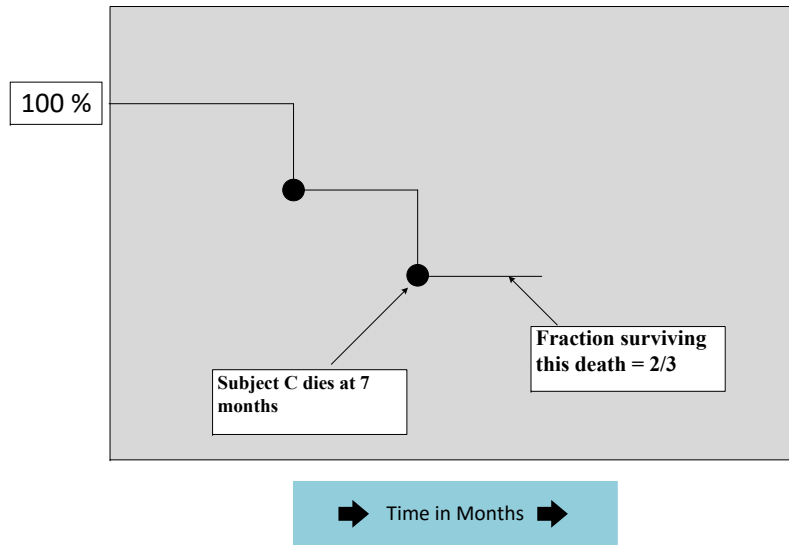 100 %
Fraction surviving
this death = 2/3
Subject C dies at 7
months
Time in Months